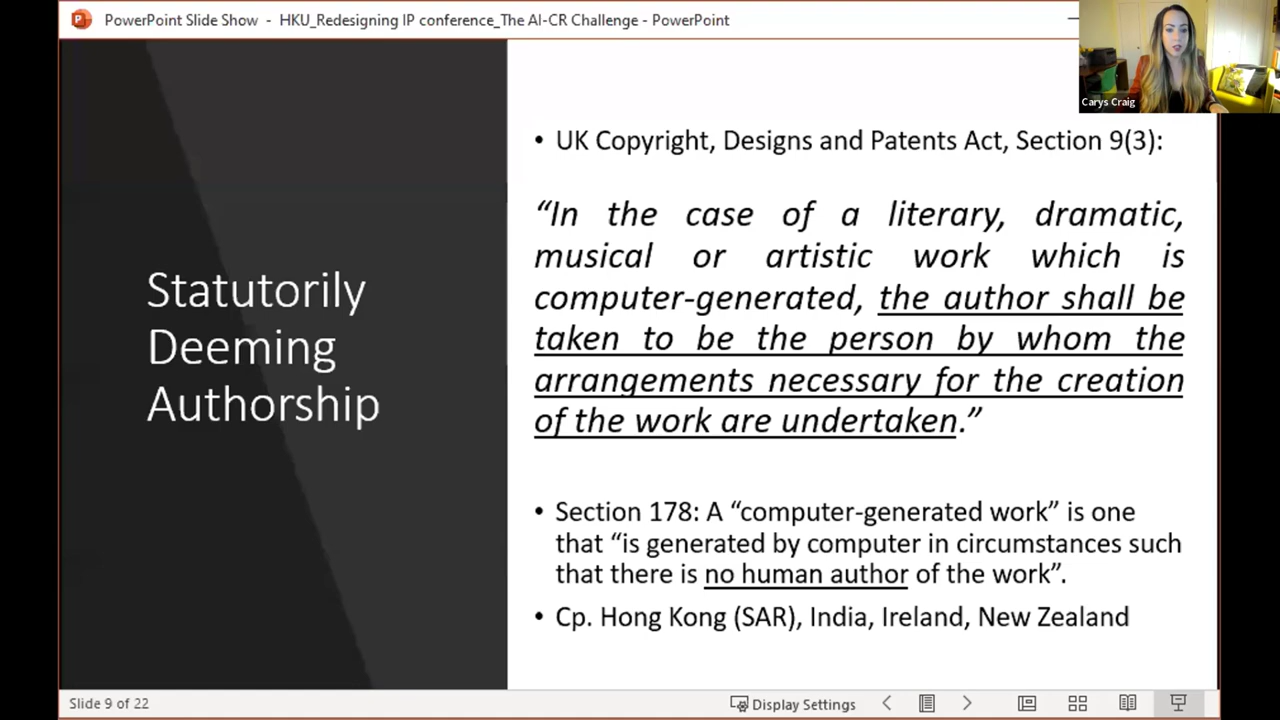 PowerPoint Slide Show - HKU_Redesigning IP conference_The AI-CR Challenge - PowerPoint
Carys Craig
Statutorily
Deeming
Authorship
• UK Copyright, Designs and Patents Act, Section 9(3):
“In the case of a literary, dramatic,
musical or artistic work which is
computer-generated, the author shall be
taken to be the person by whom the
arrangements necessary for the creation
of the work are undertaken.”
• Section 178: A “computer-generated work” is one
that “is generated by computer in circumstances such
that there is no human author of the work”.
• Cp. Hong Kong (SAR), India, Ireland, New Zealand
Slide 9 of 22
Display Settings